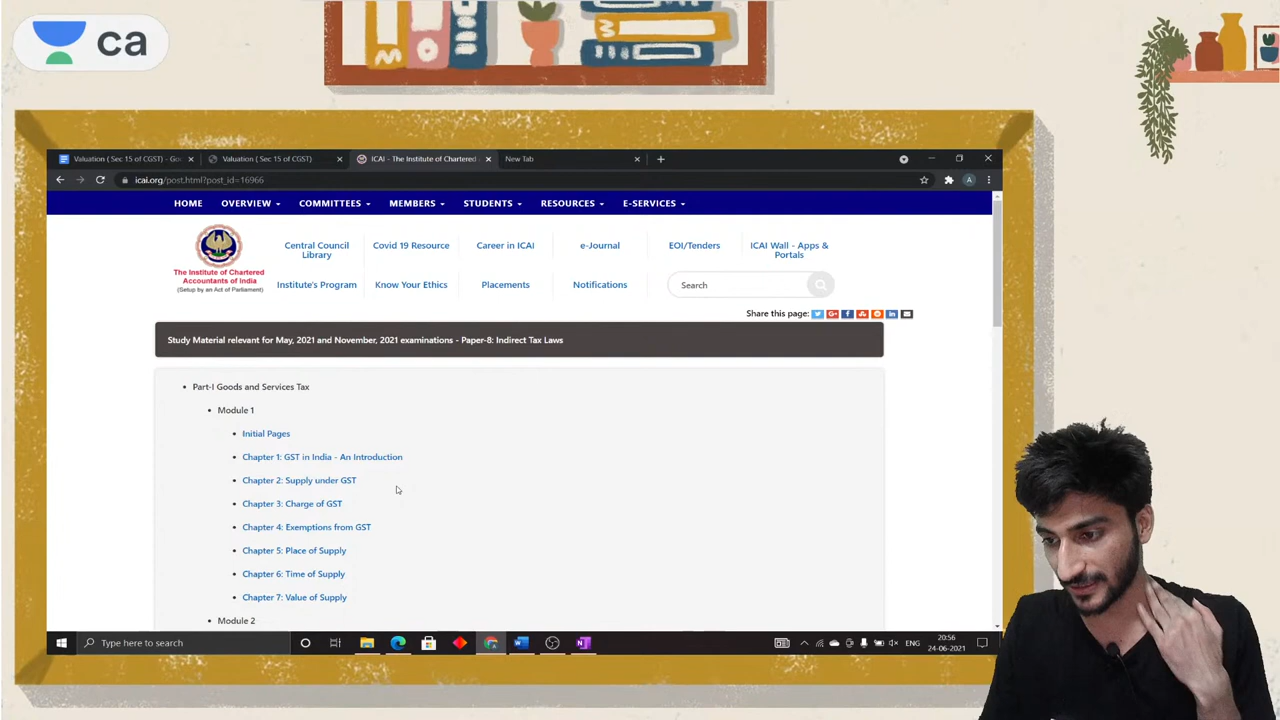 ca
Valuation ( Sec 15 of CGST) - Go
Valuation ( Sec 15 of CGST)
ICAI - The Institute of Chartered
New Tab
icai.org/post.html?post_id=16966
A
HOME
OVERVIEW
COMMITTEES
MEMBERS
STUDENTS
RESOURCES
E-SERVICES
The Institute of Chartered
Accountants of India
(Setup by an Act of Parliament)
Central Council
Library
Covid 19 Resource
Career in ICAI
e-Journal
EOI/Tenders
ICAI Wall - Apps &
Portals
Institute's Program
Know Your Ethics
Placements
Notifications
Search
Share this page:
Study Material relevant for May, 2021 and November, 2021 examinations - Paper-8: Indirect Tax Laws
Part-I Goods and Services Tax
Module 1
Initial Pages
Chapter 1: GST in India - An Introduction
Chapter 2: Supply under GST
Chapter 3: Charge of GST
Chapter 4: Exemptions from GST
Chapter 5: Place of Supply
Chapter 6: Time of Supply
Chapter 7: Value of Supply
Module 2
Type here to search
ENG
20:56
24-06-2021